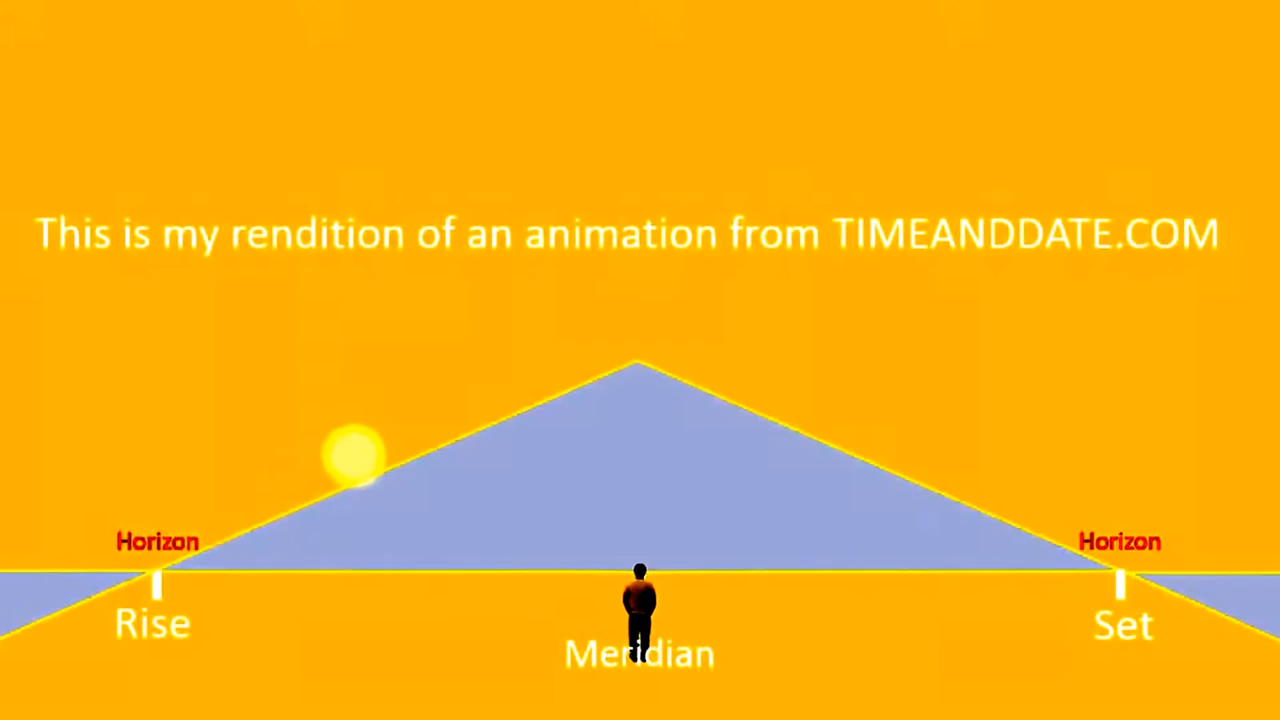 This is my rendition of an animation from TIMEANDDATE.COM
Horizon
Horizon
Rise
Set
Meridian